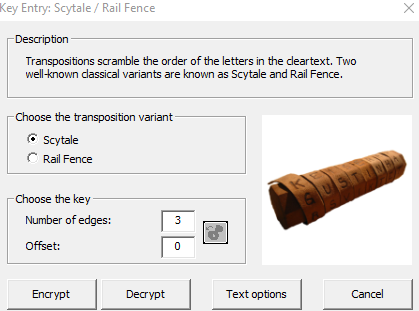 Key Entry: Scytale / Rail Fence
Description
Transpositions scramble the order of the letters in the cleartext. Two
well-known classical variants are known as Scytale and Rail Fence.
Choose the transposition variant
Scytale
Rail Fence
Choose the key
Number of edges: 3
Offset: 0
Encrypt Decrypt Text options Cancel